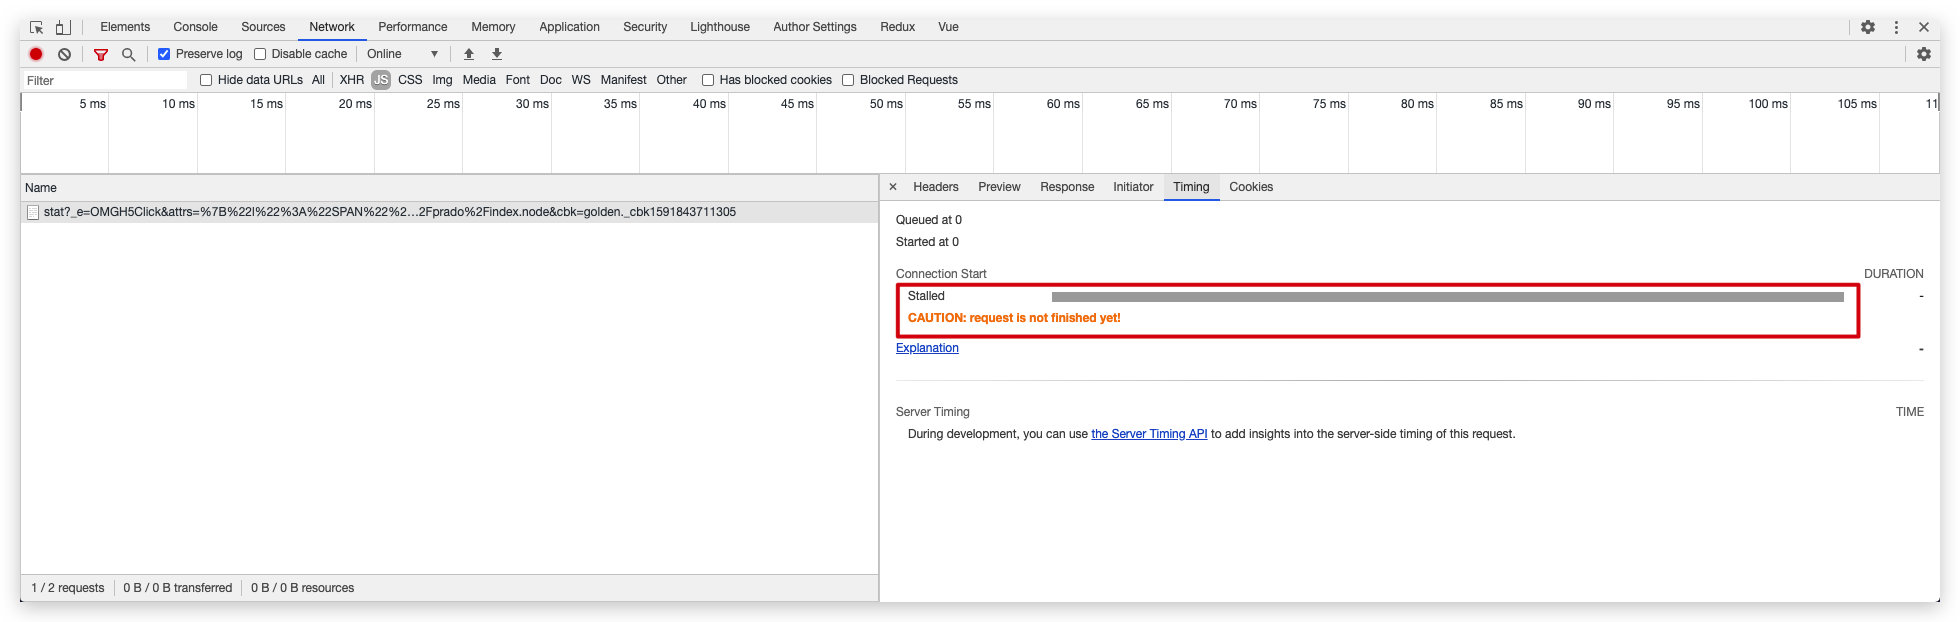 Elements Console Sources Network Performance Memory Application Security Lighthouse Author Settings Redux Vue
Preserve log Disable cache Online
Filter Hide data URLs All XHR JS CSS Img Media Font Doc WS Manifest Other Has blocked cookies Blocked Requests
5 ms 10 ms 15 ms 20 ms 25 ms 30 ms 35 ms 40 ms 45 ms 50 ms 55 ms 60 ms 65 ms 70 ms 75 ms 80 ms 85 ms 90 ms 95 ms 100 ms 105 ms 11
Name
stat?_e=OMGH5Click&attrs=%7B%22l%22%3A%22SPAN%22%2…2Fprado%2Findex.node&cbk=golden._cbk1591843711305
1 / 2 requests 0 B / 0 B transferred 0 B / 0 B resources
Headers Preview Response Initiator Timing Cookies
Queued at 0
Started at 0
Connection Start DURATION
Stalled -
CAUTION: request is not finished yet!
Explanation -
Server Timing TIME
During development, you can use the Server Timing API to add insights into the server-side timing of this request.